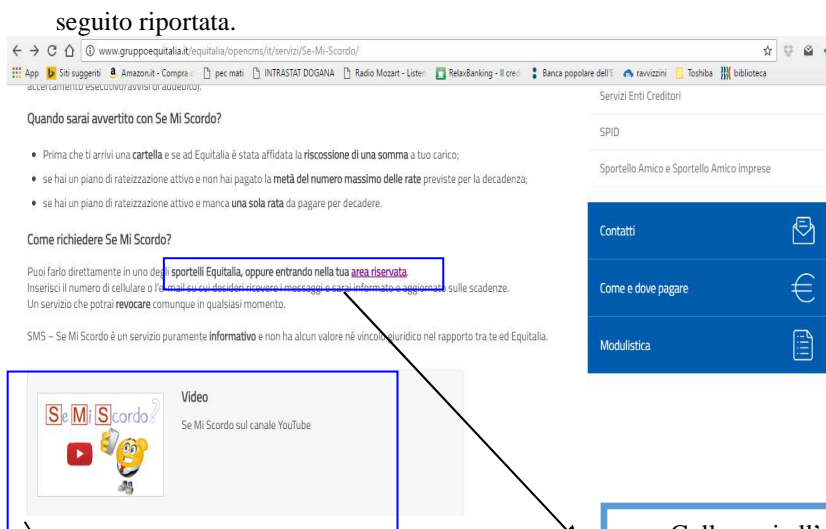 seguito riportata.
www.gruppoequitalia.it/equitalia/opencms/it/servizi/Se-Mi-Scordo/
App Siti suggeriti Amazon.it - Compra pec mati INTRASTAT DOGANA Radio Mozart - Listen RelaxBanking - Il cred Banca popolare dell'E ravvizzini Toshiba biblioteca
accertamento esecutivo/avvisi di addebito).
Quando sarai avvertito con Se Mi Scordo?
• Prima che ti arrivi una cartella e se ad Equitalia è stata affidata la riscossione di una somma a tuo carico;
• se hai un piano di rateizzazione attivo e non hai pagato la metà del numero massimo delle rate previste per la decadenza;
• se hai un piano di rateizzazione attivo e manca una sola rata da pagare per decadere.
Come richiedere Se Mi Scordo?
Puoi farlo direttamente in uno degli sportelli Equitalia, oppure entrando nella tua area riservata.
Inserisci il numero di cellulare o l'e-mail su cui desideri ricevere i messaggi e sarai informato e aggiornato sulle scadenze.
Un servizio che potrai revocare comunque in qualsiasi momento.
SMS – Se Mi Scordo è un servizio puramente informativo e non ha alcun valore né vincolo giuridico nel rapporto tra te ed Equitalia.
Se Mi Scordo?
Video
Se Mi Scordo sul canale YouTube
Servizi Enti Creditori
SPID
Sportello Amico e Sportello Amico imprese
Contatti
Come e dove pagare
Modulistica